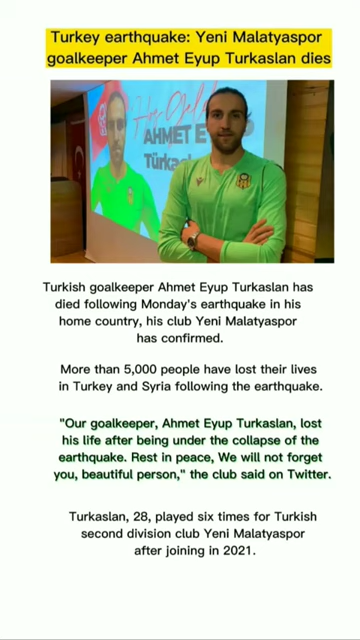 Turkey earthquake: Yeni Malatyaspor
goalkeeper Ahmet Eyup Turkaslan dies
AHMET E
Türka
Turkish goalkeeper Ahmet Eyup Turkaslan has
died following Monday's earthquake in his
home country, his club Yeni Malatyaspor
has confirmed.
More than 5,000 people have lost their lives
in Turkey and Syria following the earthquake.
"Our goalkeeper, Ahmet Eyup Turkaslan, lost
his life after being under the collapse of the
earthquake. Rest in peace, We will not forget
you, beautiful person," the club said on Twitter.
Turkaslan, 28, played six times for Turkish
second division club Yeni Malatyaspor
after joining in 2021.